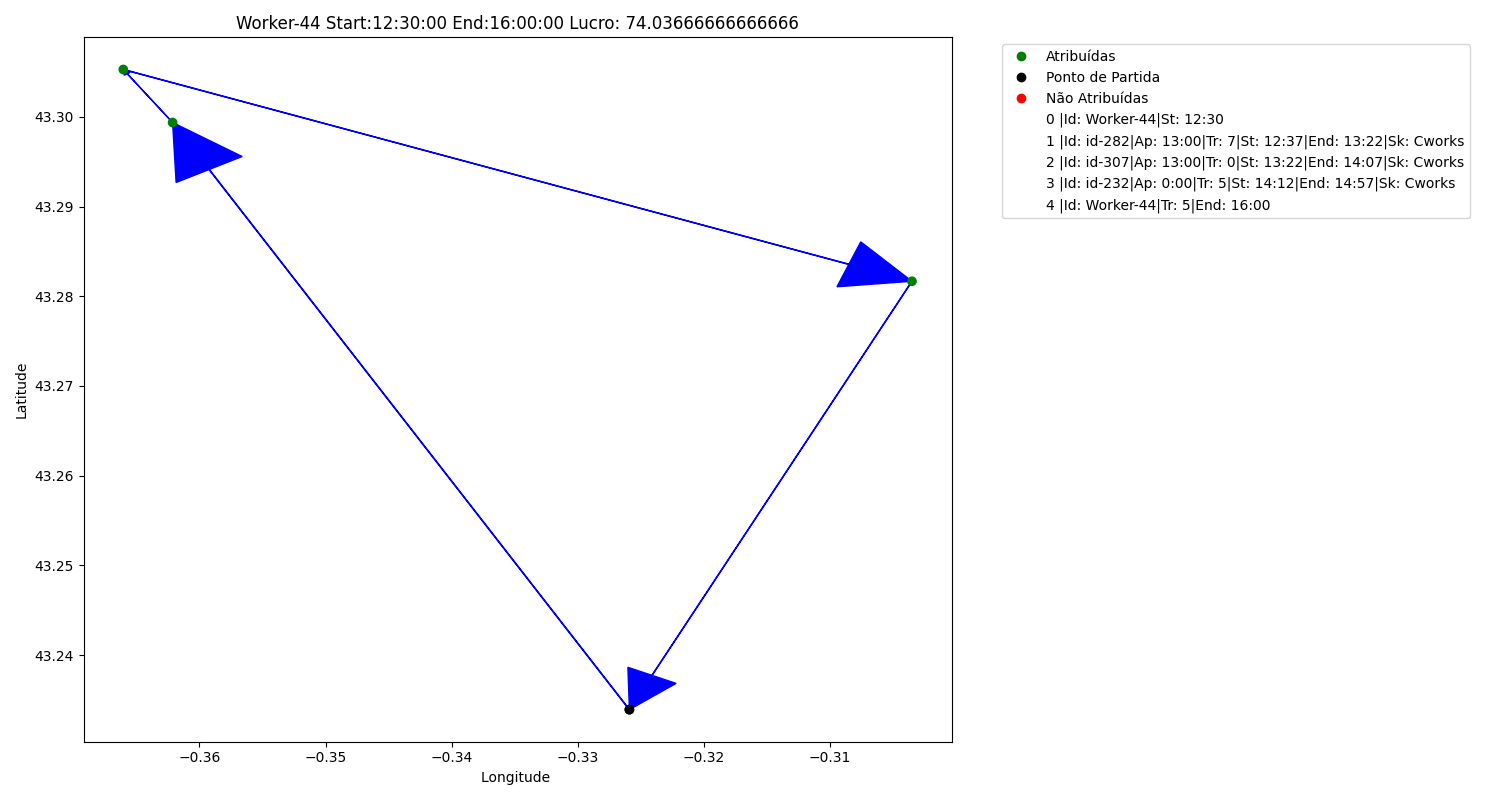 Worker-44 Start:12:30:00 End:16:00:00 Lucro: 74.03666666666666
Latitude
43.30
43.29
43.28
43.27
43.26
43.25
43.24
−0.36
−0.35
−0.34
−0.33
−0.32
−0.31
Longitude
Atribuídas
Ponto de Partida
Não Atribuídas
0 |Id: Worker-44|St: 12:30
1 |Id: id-282|Ap: 13:00|Tr: 7|St: 12:37|End: 13:22|Sk: Cworks
2 |Id: id-307|Ap: 13:00|Tr: 0|St: 13:22|End: 14:07|Sk: Cworks
3 |Id: id-232|Ap: 0:00|Tr: 5|St: 14:12|End: 14:57|Sk: Cworks
4 |Id: Worker-44|Tr: 5|End: 16:00